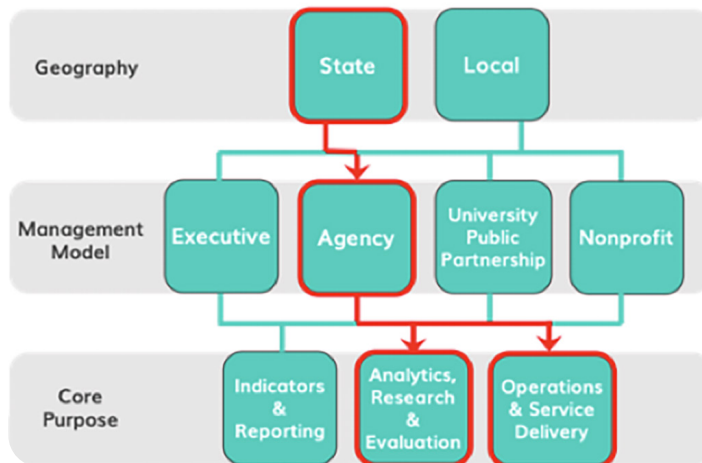 Geography
State
Local
Management
Model
Executive
Agency
University
Public
Partnership
Nonprofit
Core
Purpose
Indicators
&
Reporting
Analytics,
Research
&
Evaluation
Operations
& Service
Delivery